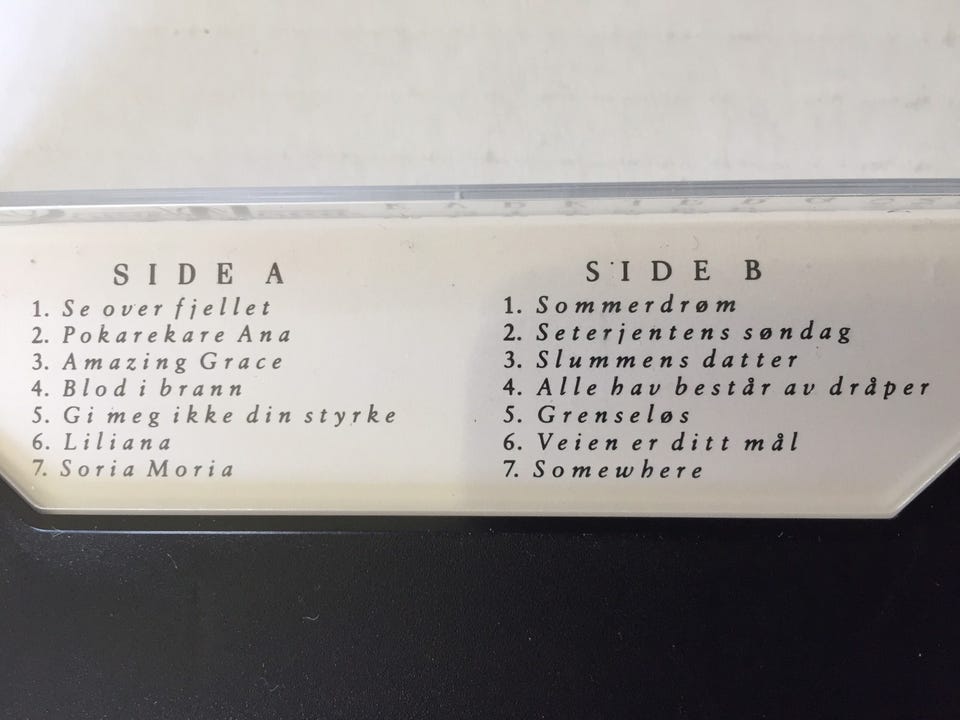 SIDE A
1. Se over fjellet
2. Pokarekare Ana
3. Amazing Grace
4. Blod i brann
5. Gi meg ikke din styrke
6. Liliana
7. Soria Moria
SIDE B
1. Sommerdrøm
2. Seterjentens søndag
3. Slummens datter
4. Alle hav består av dråper
5. Grenseløs
6. Veien er ditt mål
7. Somewhere